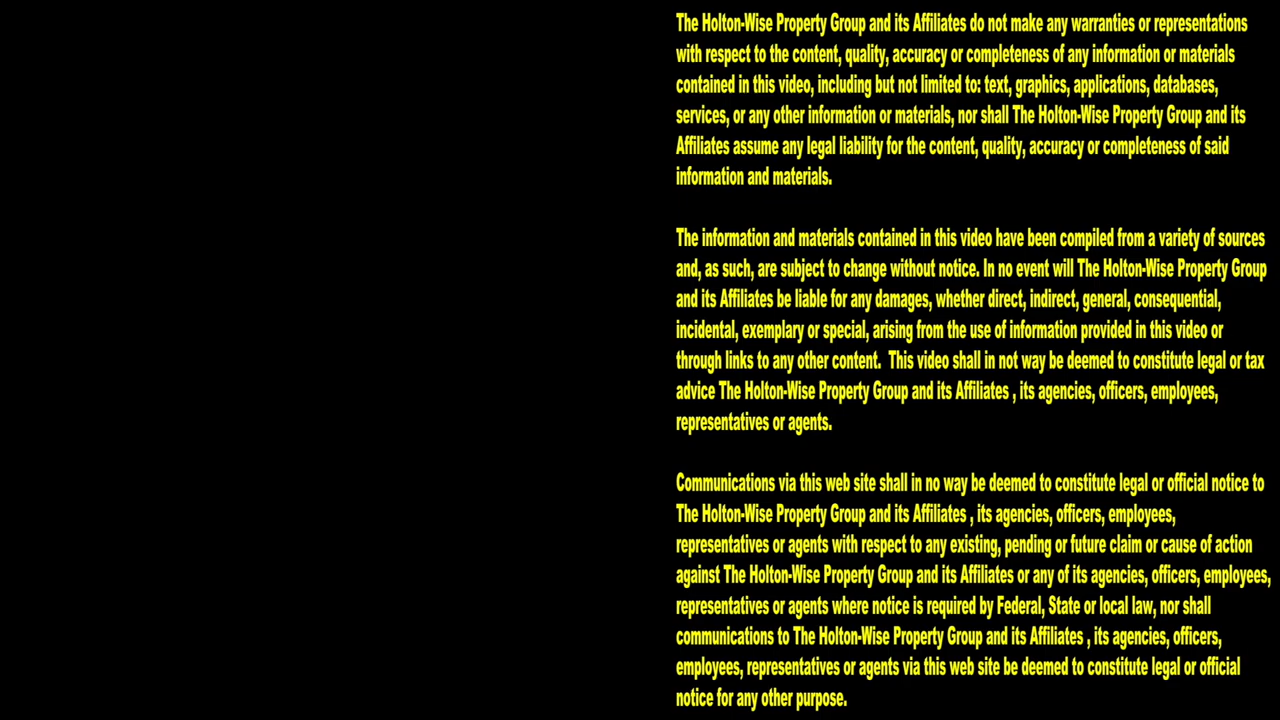 The Holton-Wise Property Group and its Affiliates do not make any warranties or representations
with respect to the content, quality, accuracy or completeness of any information or materials
contained in this video, including but not limited to: text, graphics, applications, databases,
services, or any other information or materials, nor shall The Holton-Wise Property Group and its
Affiliates assume any legal liability for the content, quality, accuracy or completeness of said
information and materials.
The information and materials contained in this video have been compiled from a variety of sources
and, as such, are subject to change without notice. In no event will The Holton-Wise Property Group
and its Affiliates be liable for any damages, whether direct, indirect, general, consequential,
incidental, exemplary or special, arising from the use of information provided in this video or
through links to any other content.  This video shall in not way be deemed to constitute legal or tax
advice The Holton-Wise Property Group and its Affiliates , its agencies, officers, employees,
representatives or agents.
Communications via this web site shall in no way be deemed to constitute legal or official notice to
The Holton-Wise Property Group and its Affiliates , its agencies, officers, employees,
representatives or agents with respect to any existing, pending or future claim or cause of action
against The Holton-Wise Property Group and its Affiliates or any of its agencies, officers, employees,
representatives or agents where notice is required by Federal, State or local law, nor shall
communications to The Holton-Wise Property Group and its Affiliates , its agencies, officers,
employees, representatives or agents via this web site be deemed to constitute legal or official
notice for any other purpose.